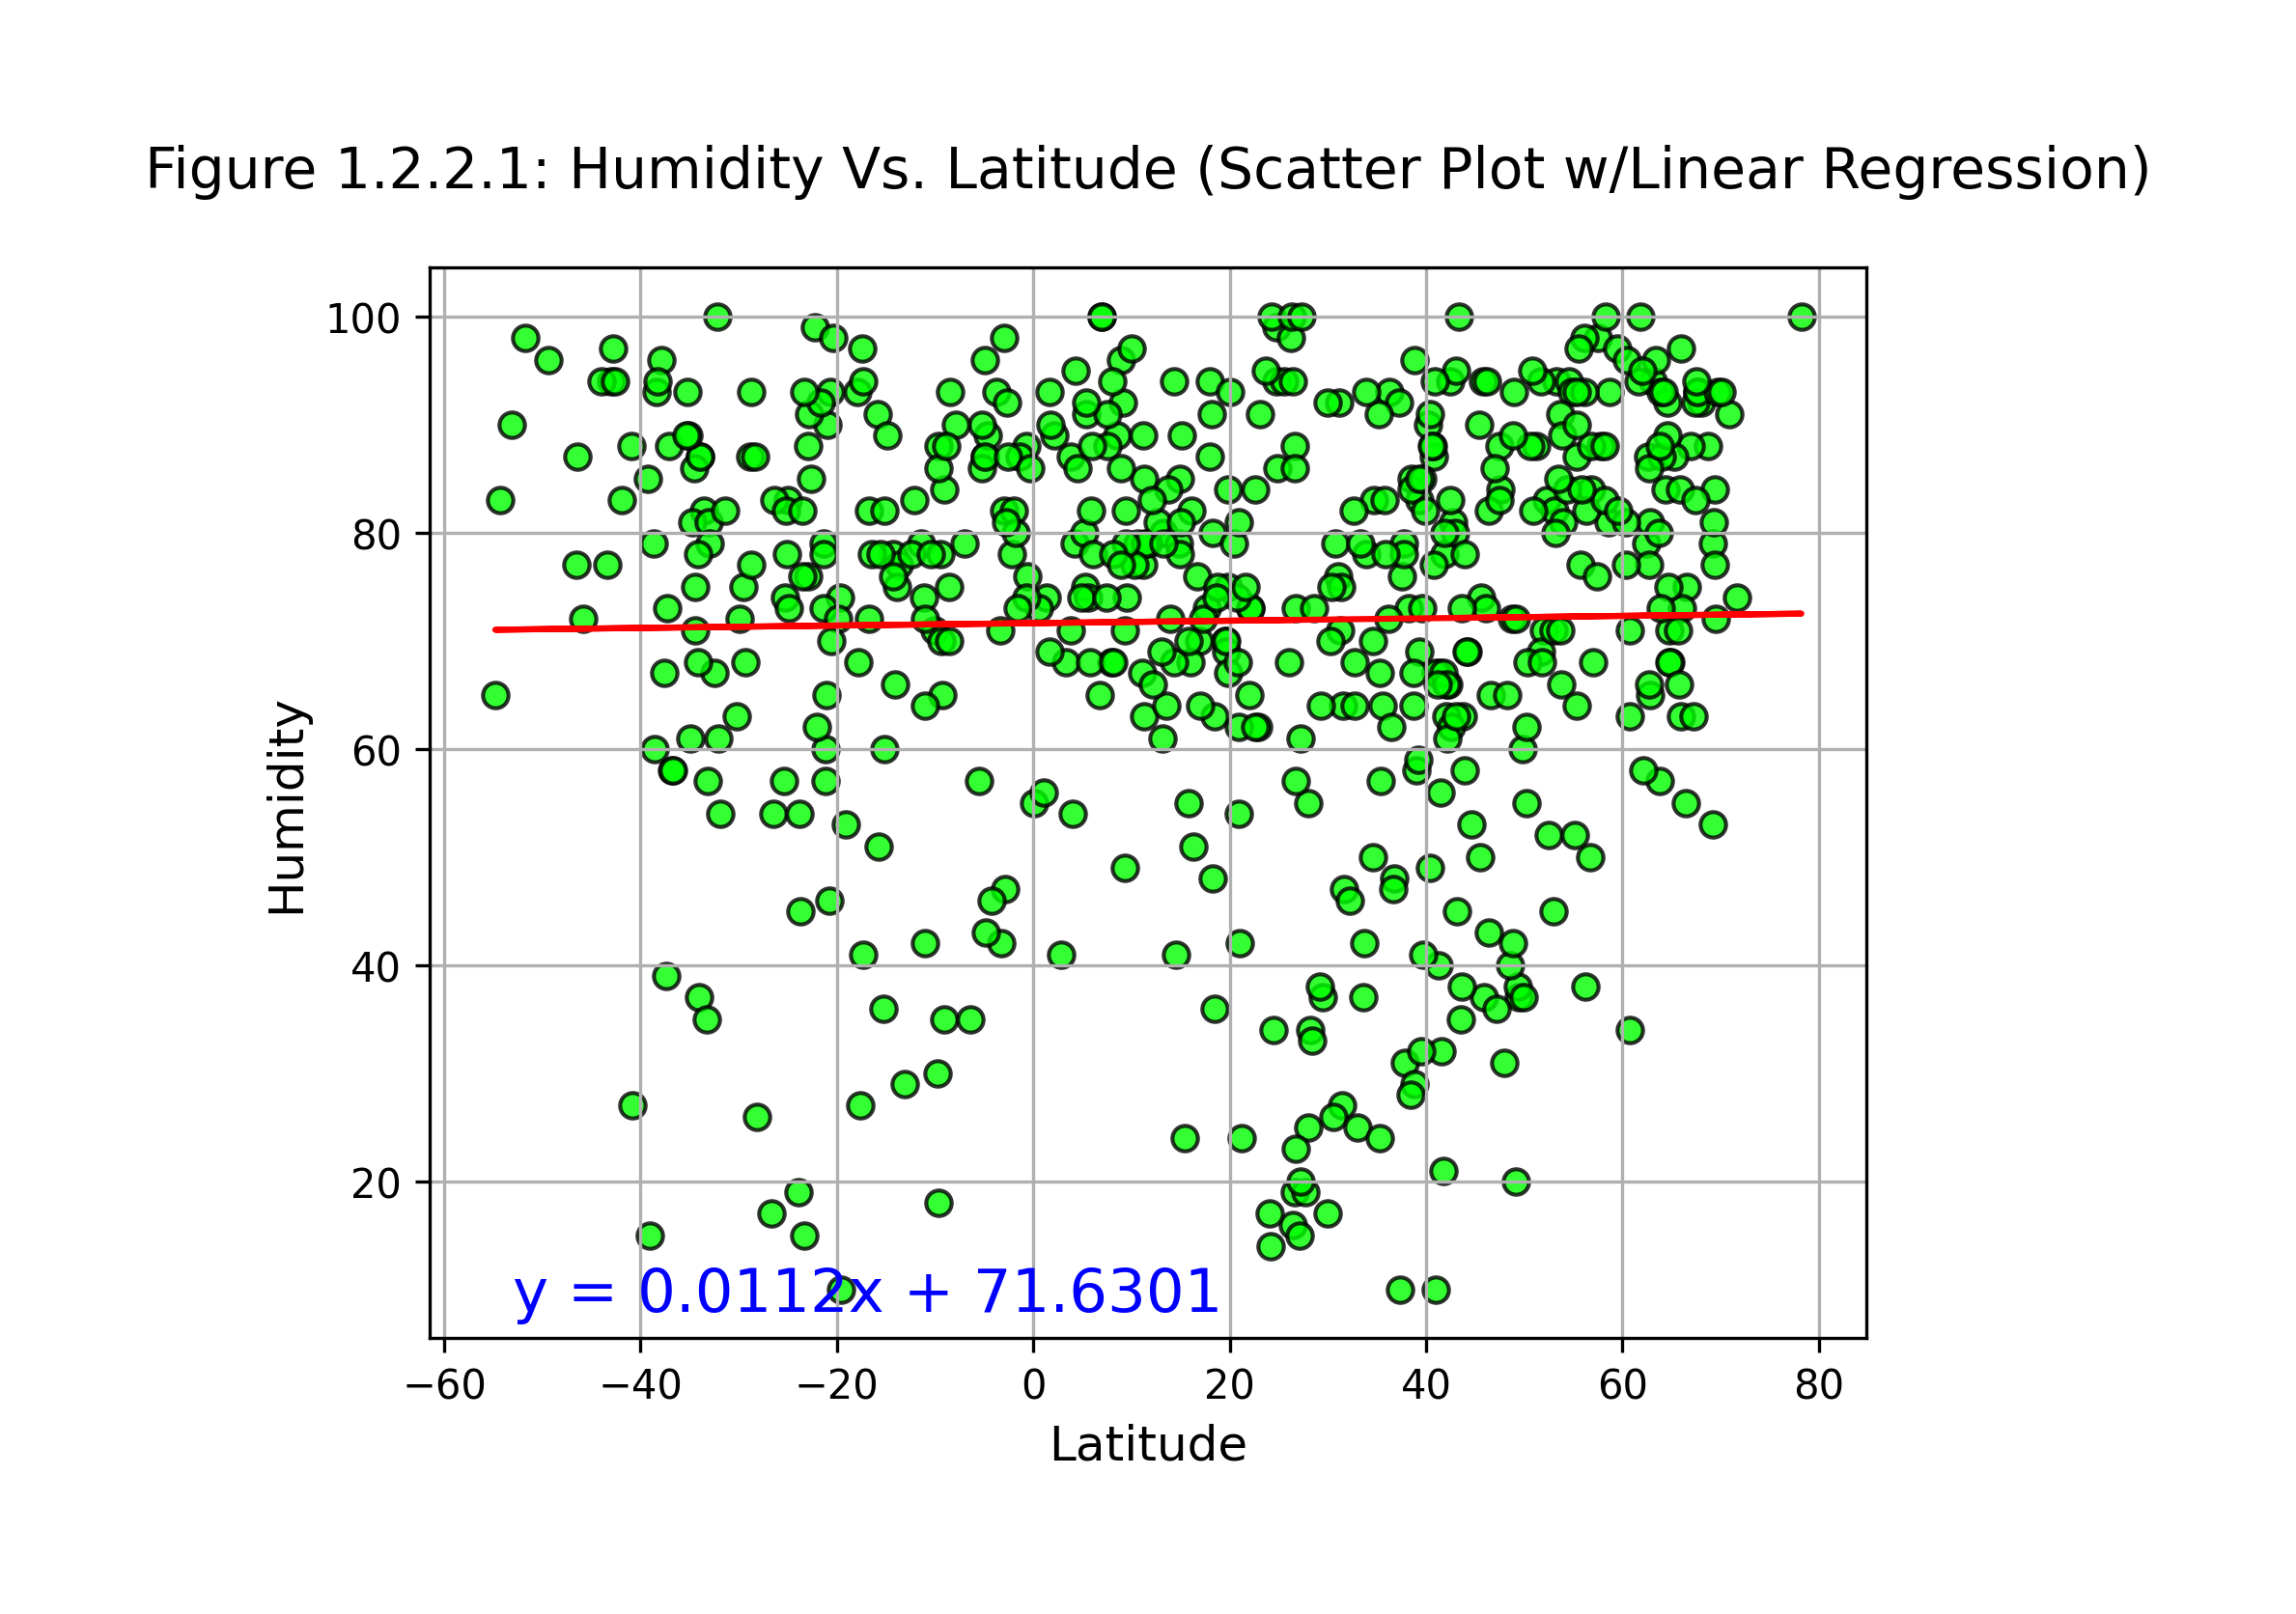 Figure 1.2.2.1: Humidity Vs. Latitude (Scatter Plot w/Linear Regression)
100
80
60
40
20
Humidity
y = 0.0112x + 71.6301
−60 −40 −20 0 20 40 60 80
Latitude